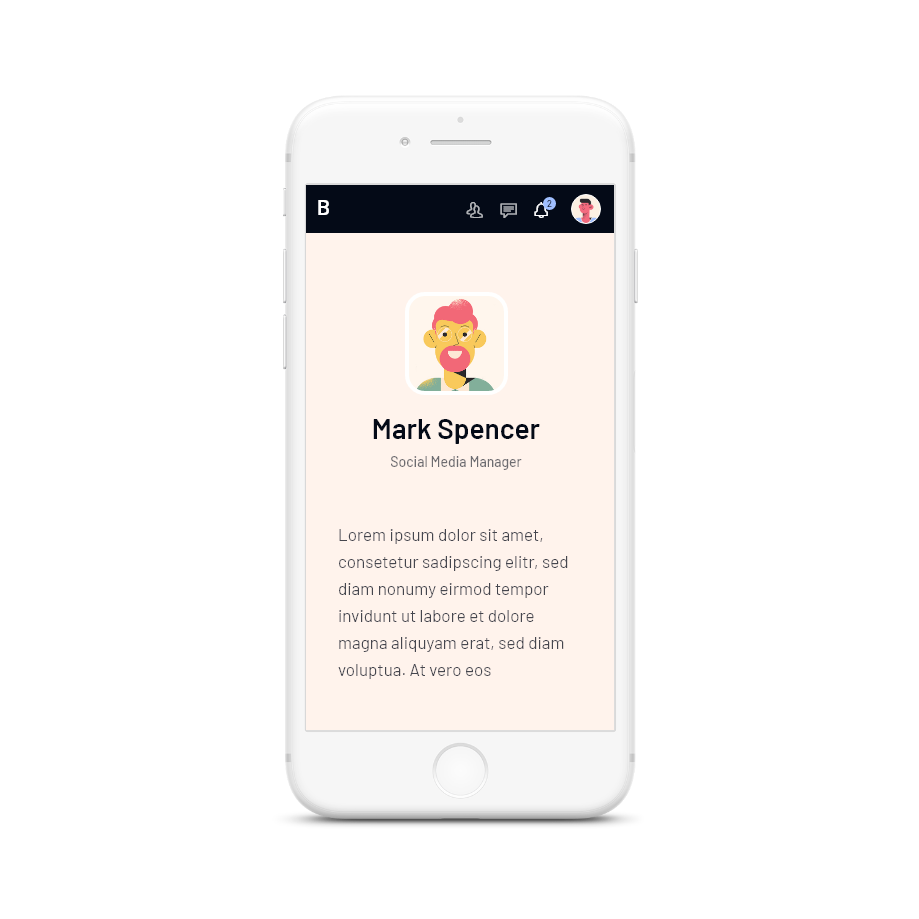 B
2
Mark Spencer
Social Media Manager
Lorem ipsum dolor sit amet,
consetetur sadipscing elitr, sed
diam nonumy eirmod tempor
invidunt ut labore et dolore
magna aliquyam erat, sed diam
voluptua. At vero eos